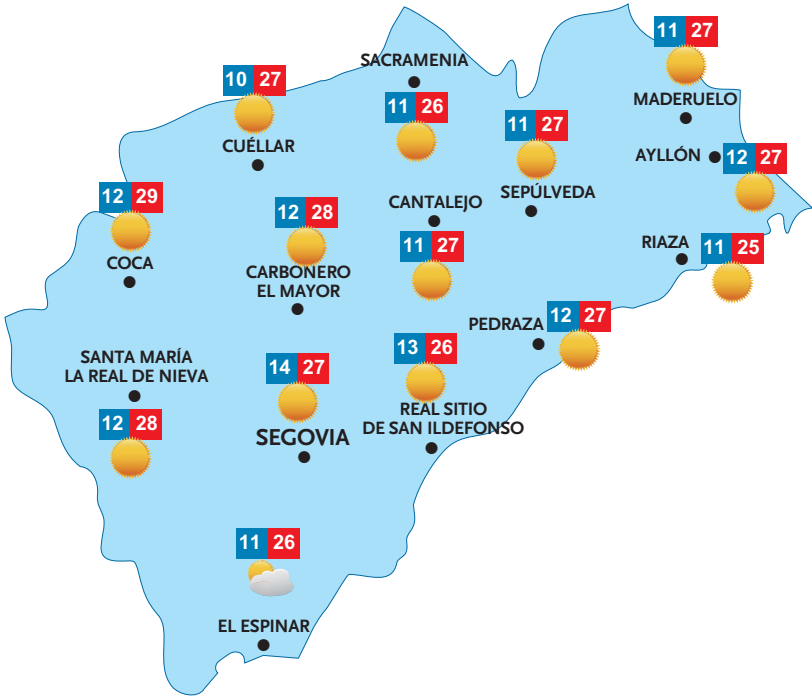 11 27
MADERUELO
10 27
CUÉLLAR
SACRAMENIA
11 26
11 27
SEPÚLVEDA
AYLLÓN
12 27
12 29
COCA
12 28
CARBONERO
EL MAYOR
CANTALEJO
11 27
RIAZA
11 25
PEDRAZA
12 27
SANTA MARÍA
LA REAL DE NIEVA
12 28
14 27
SEGOVIA
13 26
REAL SITIO
DE SAN ILDEFONSO
11 26
EL ESPINAR